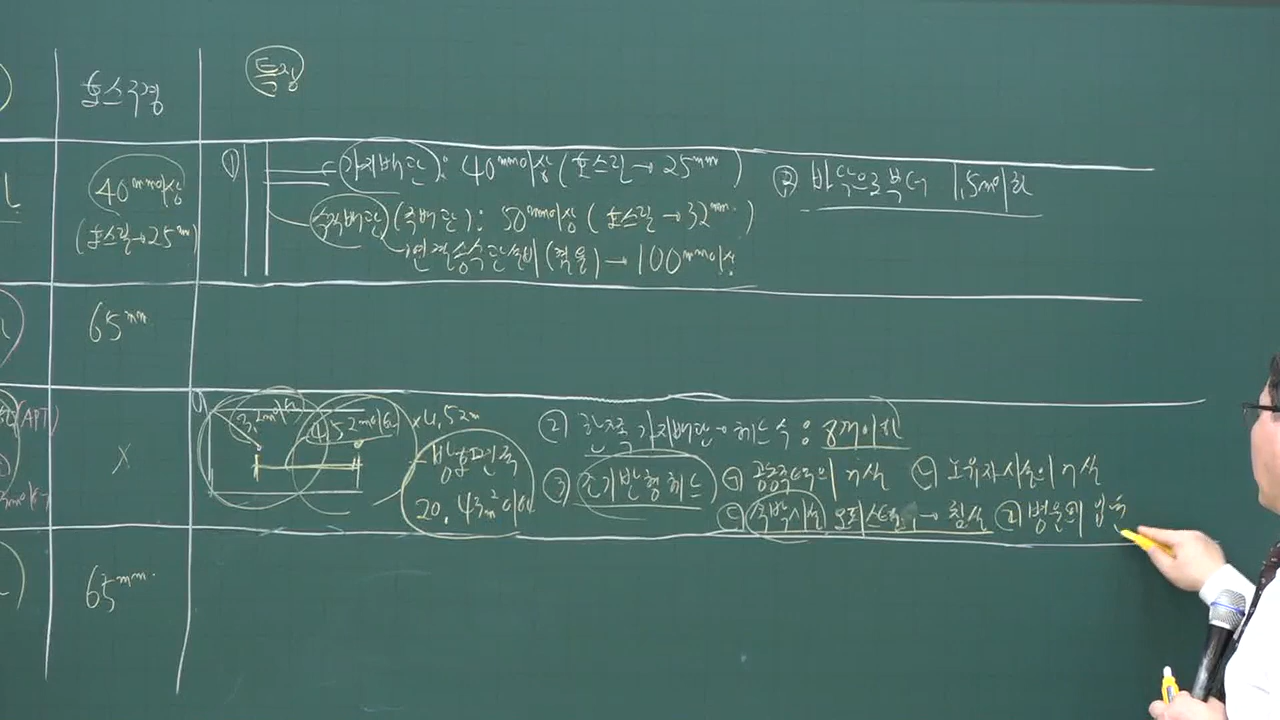 호스구경
특징
40mm이상
(호스릴→25mm)
① 가지배관: 40mm이상 (호스릴→25mm)
수직배관 (주배관): 50mm이상 (호스릴→32mm)
→연결송수관설비 (겸용)→100mm이상
② 바닥으로부터 1.5m이하
65mm
(APT)
×
① 3.2m이하
4.52m이하
×4.52m
방호면적
20.43m²이하
② 한쪽 가지배관→헤드수: 8개이하
③ 조기반응형헤드
㉠ 공동주택의 거실
㉡ 노유자시설의 거실
㉢ 숙박시설, 오피스텔→침실
㉣ 병원의 입
65mm